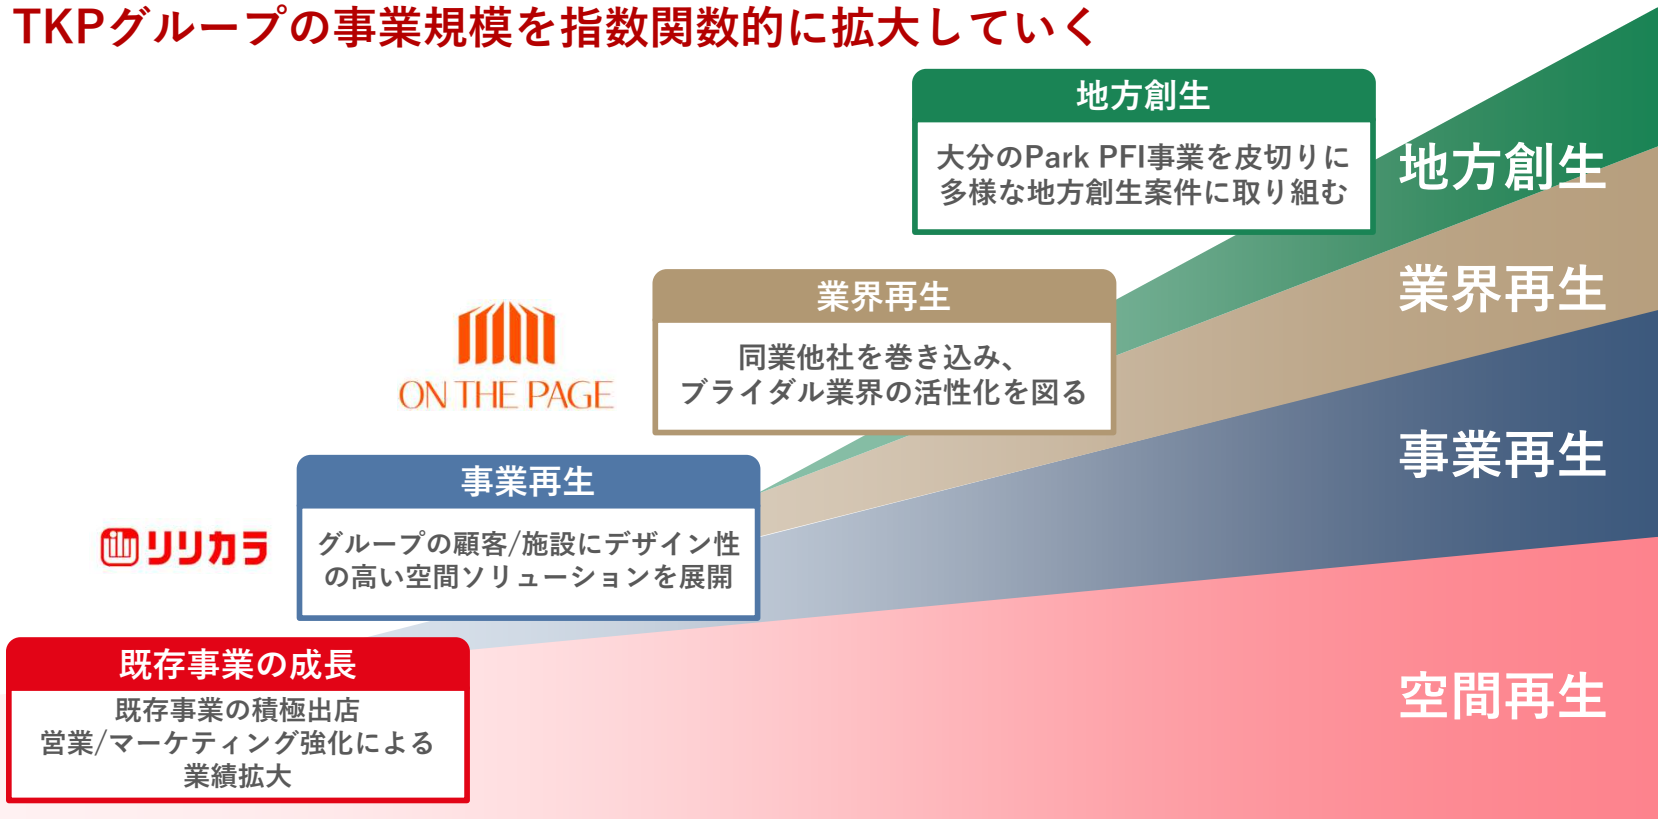 TKPグループの事業規模を指数関数的に拡大していく
地方創生
大分のPark PFI事業を皮切りに
多様な地方創生案件に取り組む
地方創生
業界再生
同業他社を巻き込み、
ブライダル業界の活性化を図る
業界再生
ON THE PAGE
事業再生
グループの顧客/施設にデザイン性
の高い空間ソリューションを展開
事業再生
リリカラ
既存事業の成長
既存事業の積極出店
営業/マーケティング強化による
業績拡大
空間再生